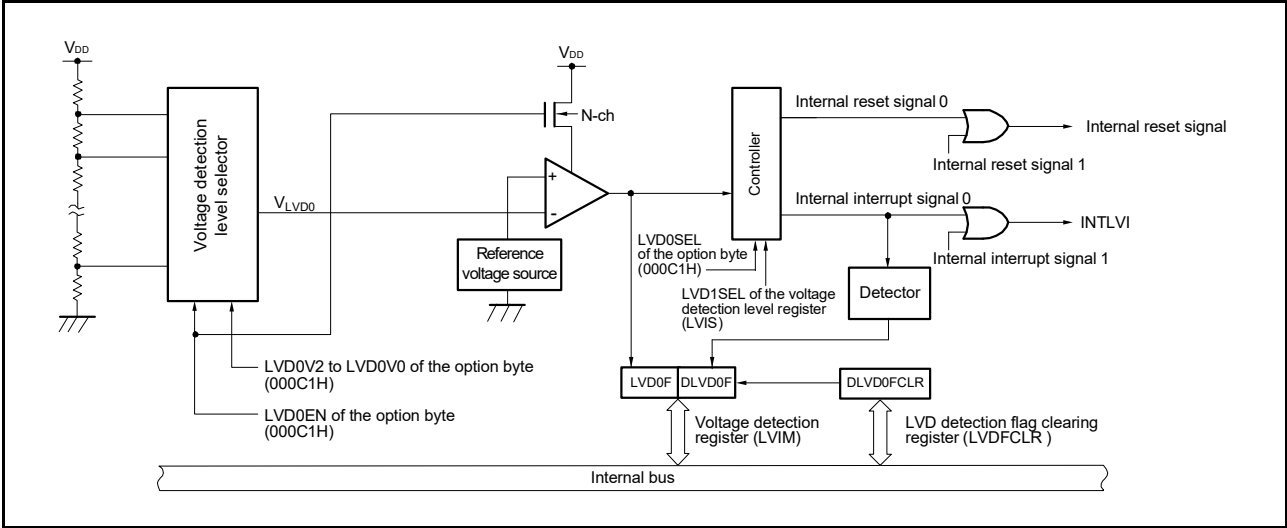 VDD
Voltage detection
level selector
VLVD0
VDD
N-ch
+
-
Reference
voltage source
Controller
Internal reset signal 0
Internal reset signal 1
Internal reset signal
Internal interrupt signal 0
Internal interrupt signal 1
INTLVI
LVD0SEL
of the option byte
(000C1H)
LVD1SEL of the voltage
detection level register
(LVIS)
Detector
LVD0V2 to LVD0V0 of the option byte
(000C1H)
LVD0EN of the option byte
(000C1H)
LVD0F
DLVD0F
DLVD0FCLR
Voltage detection
register (LVIM)
LVD detection flag clearing
register (LVDFCLR )
Internal bus